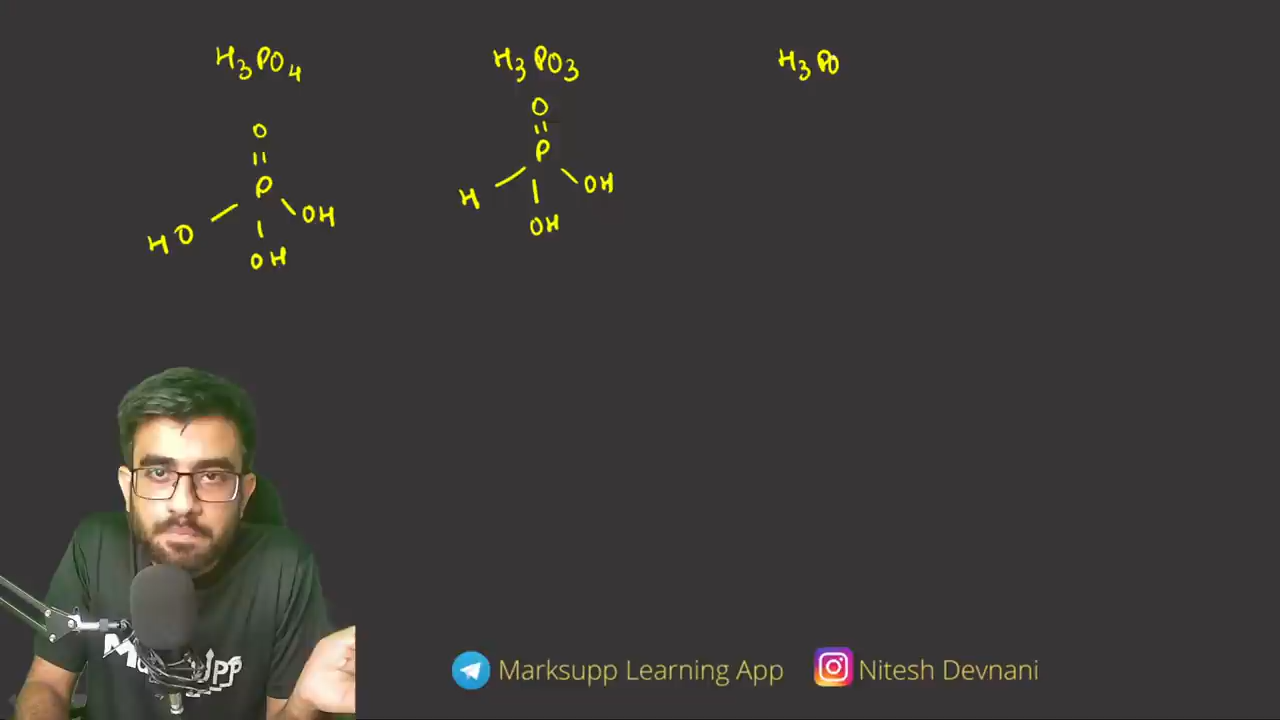 H₃PO₄ H₃PO₃ H₃PO
O O
P P
HO OH H OH
OH OH
Marksupp Learning App Nitesh Devnani